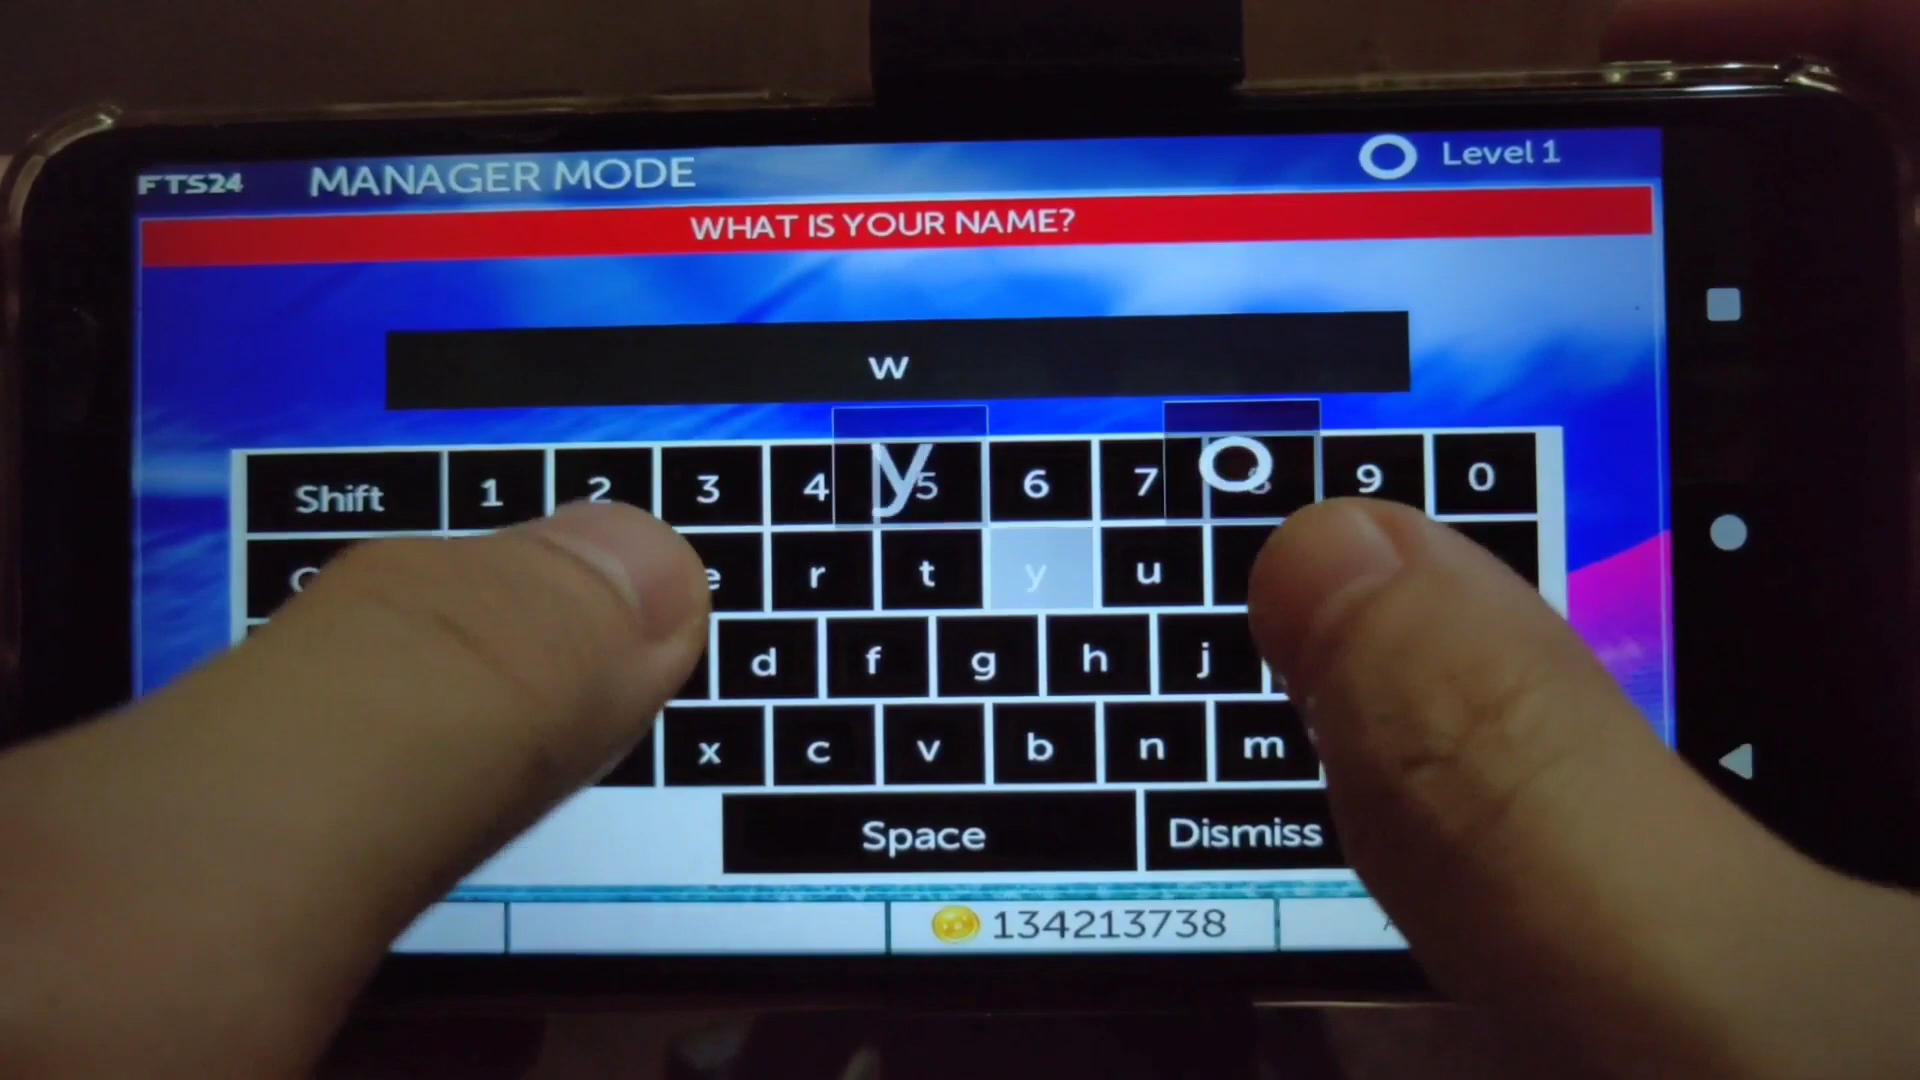 FTS24 MANAGER MODE Level 1
WHAT IS YOUR NAME?
w
y o
Shift 1 2 3 4 5 6 7 8 9 0
e r t y u
d f g h j
x c v b n m
Space Dismiss
134213738